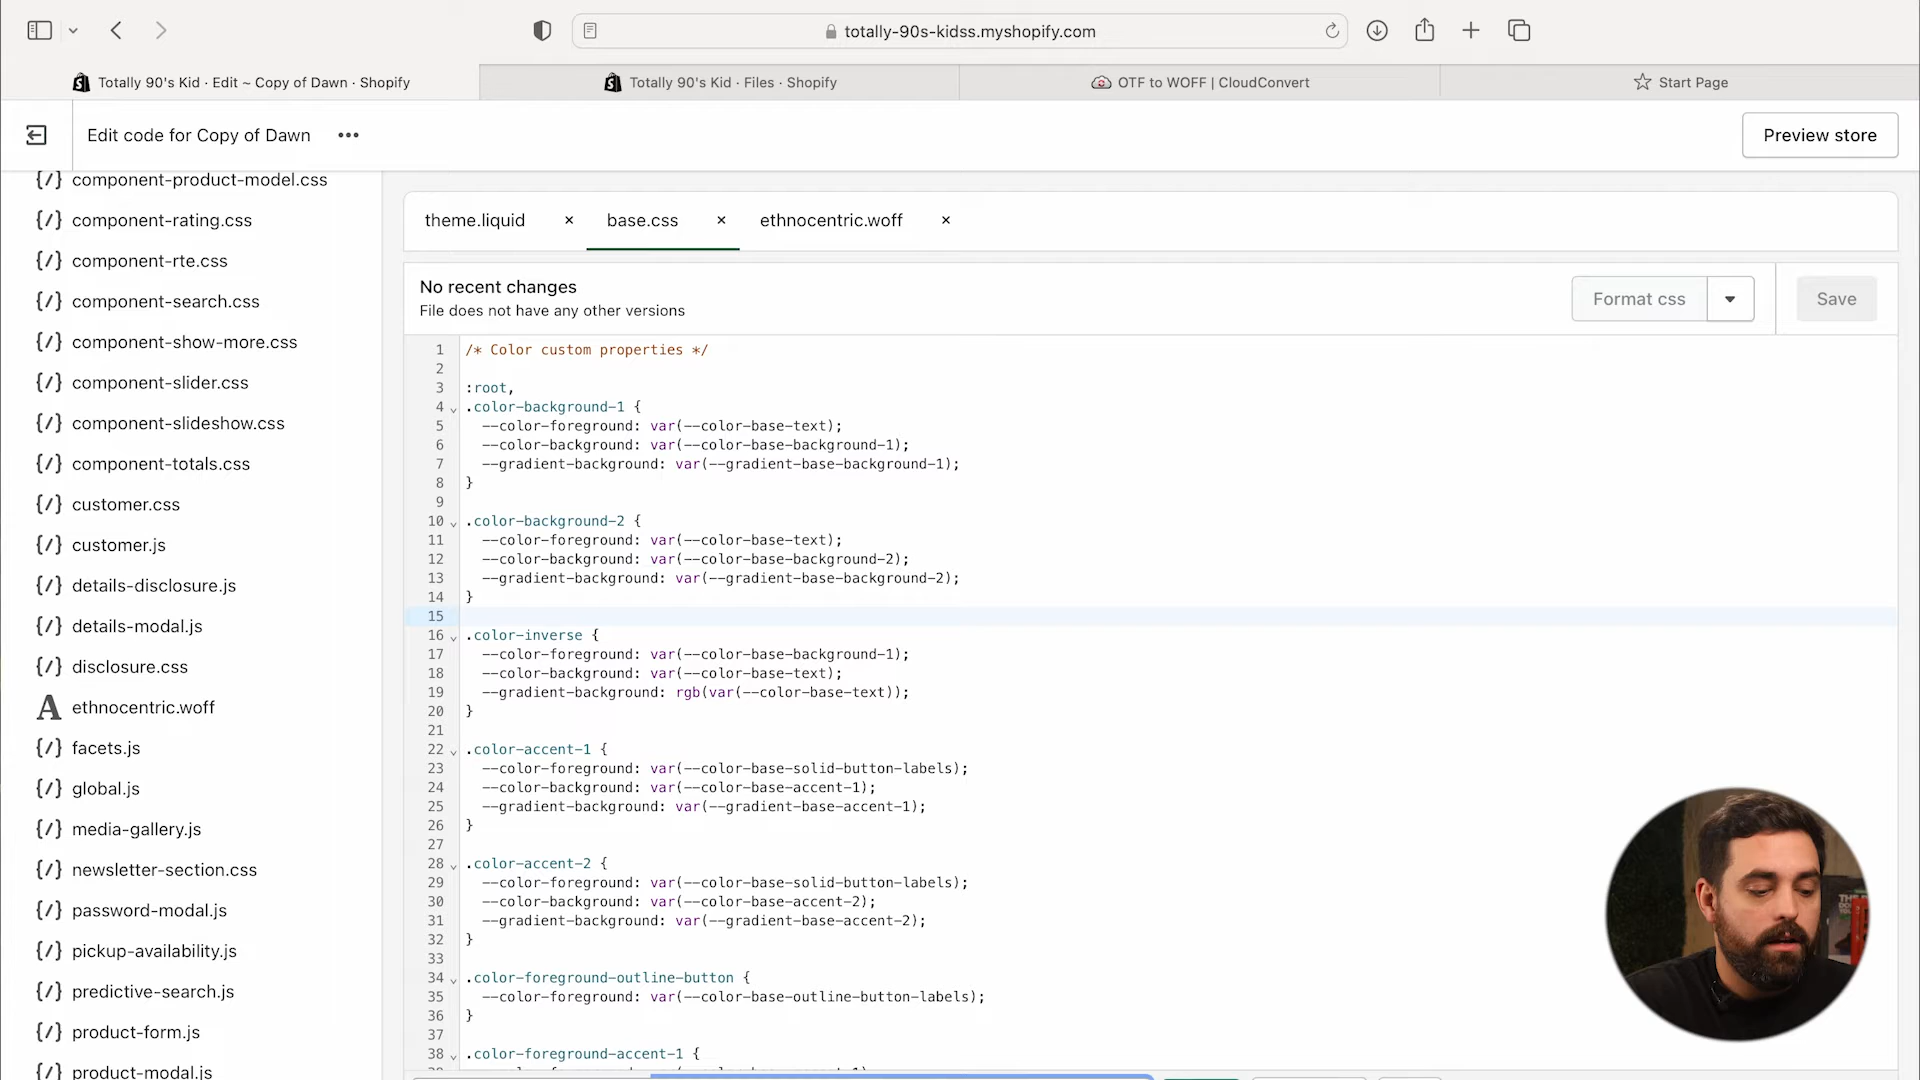 totally-90s-kidss.myshopify.com
Totally 90's Kid · Edit ~ Copy of Dawn · Shopify
Totally 90's Kid · Files · Shopify
OTF to WOFF | CloudConvert
Start Page
Edit code for Copy of Dawn
Preview store
component-product-model.css
component-rating.css
component-rte.css
component-search.css
component-show-more.css
component-slider.css
component-slideshow.css
component-totals.css
customer.css
customer.js
details-disclosure.js
details-modal.js
disclosure.css
ethnocentric.woff
facets.js
global.js
media-gallery.js
newsletter-section.css
password-modal.js
pickup-availability.js
predictive-search.js
product-form.js
product-modal.js
theme.liquid
base.css
ethnocentric.woff
No recent changes
File does not have any other versions
Format css
Save
1 /* Color custom properties */
2
3 :root,
4 .color-background-1 {
5 --color-foreground: var(--color-base-text);
6 --color-background: var(--color-base-background-1);
7 --gradient-background: var(--gradient-base-background-1);
8 }
9
10 .color-background-2 {
11 --color-foreground: var(--color-base-text);
12 --color-background: var(--color-base-background-2);
13 --gradient-background: var(--gradient-base-background-2);
14 }
15
16 .color-inverse {
17 --color-foreground: var(--color-base-background-1);
18 --color-background: var(--color-base-text);
19 --gradient-background: rgb(var(--color-base-text));
20 }
21
22 .color-accent-1 {
23 --color-foreground: var(--color-base-solid-button-labels);
24 --color-background: var(--color-base-accent-1);
25 --gradient-background: var(--gradient-base-accent-1);
26 }
27
28 .color-accent-2 {
29 --color-foreground: var(--color-base-solid-button-labels);
30 --color-background: var(--color-base-accent-2);
31 --gradient-background: var(--gradient-base-accent-2);
32 }
33
34 .color-foreground-outline-button {
35 --color-foreground: var(--color-base-outline-button-labels);
36 }
37
38 .color-foreground-accent-1 {